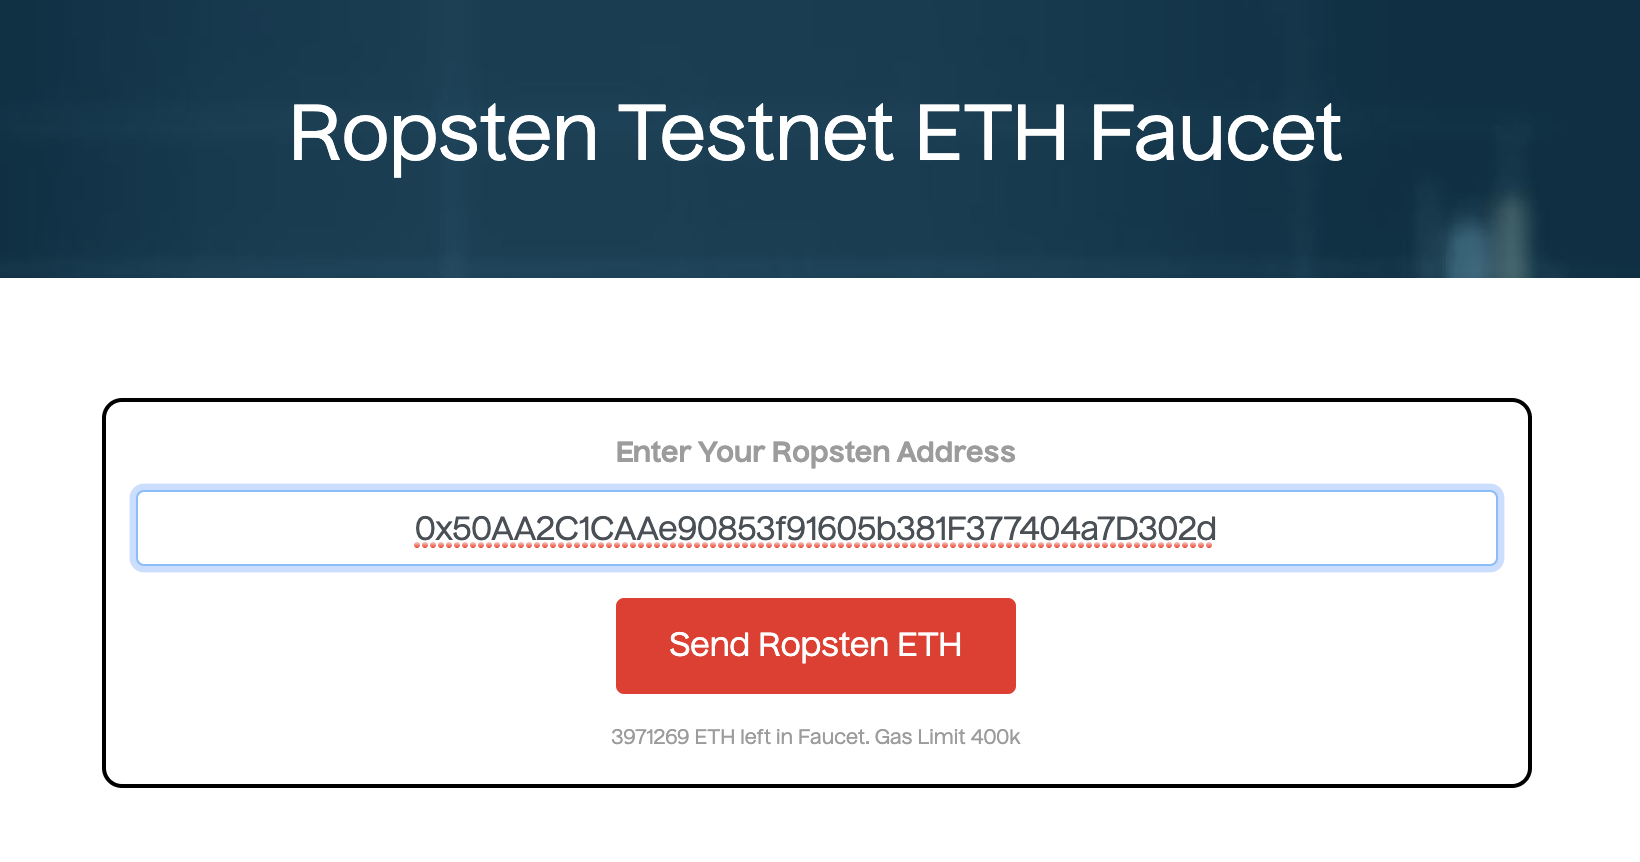 Ropsten Testnet ETH Faucet
Enter Your Ropsten Address
0x50AA2C1CAAe90853f91605b381F377404a7D302d
Send Ropsten ETH
3971269 ETH left in Faucet. Gas Limit 400k